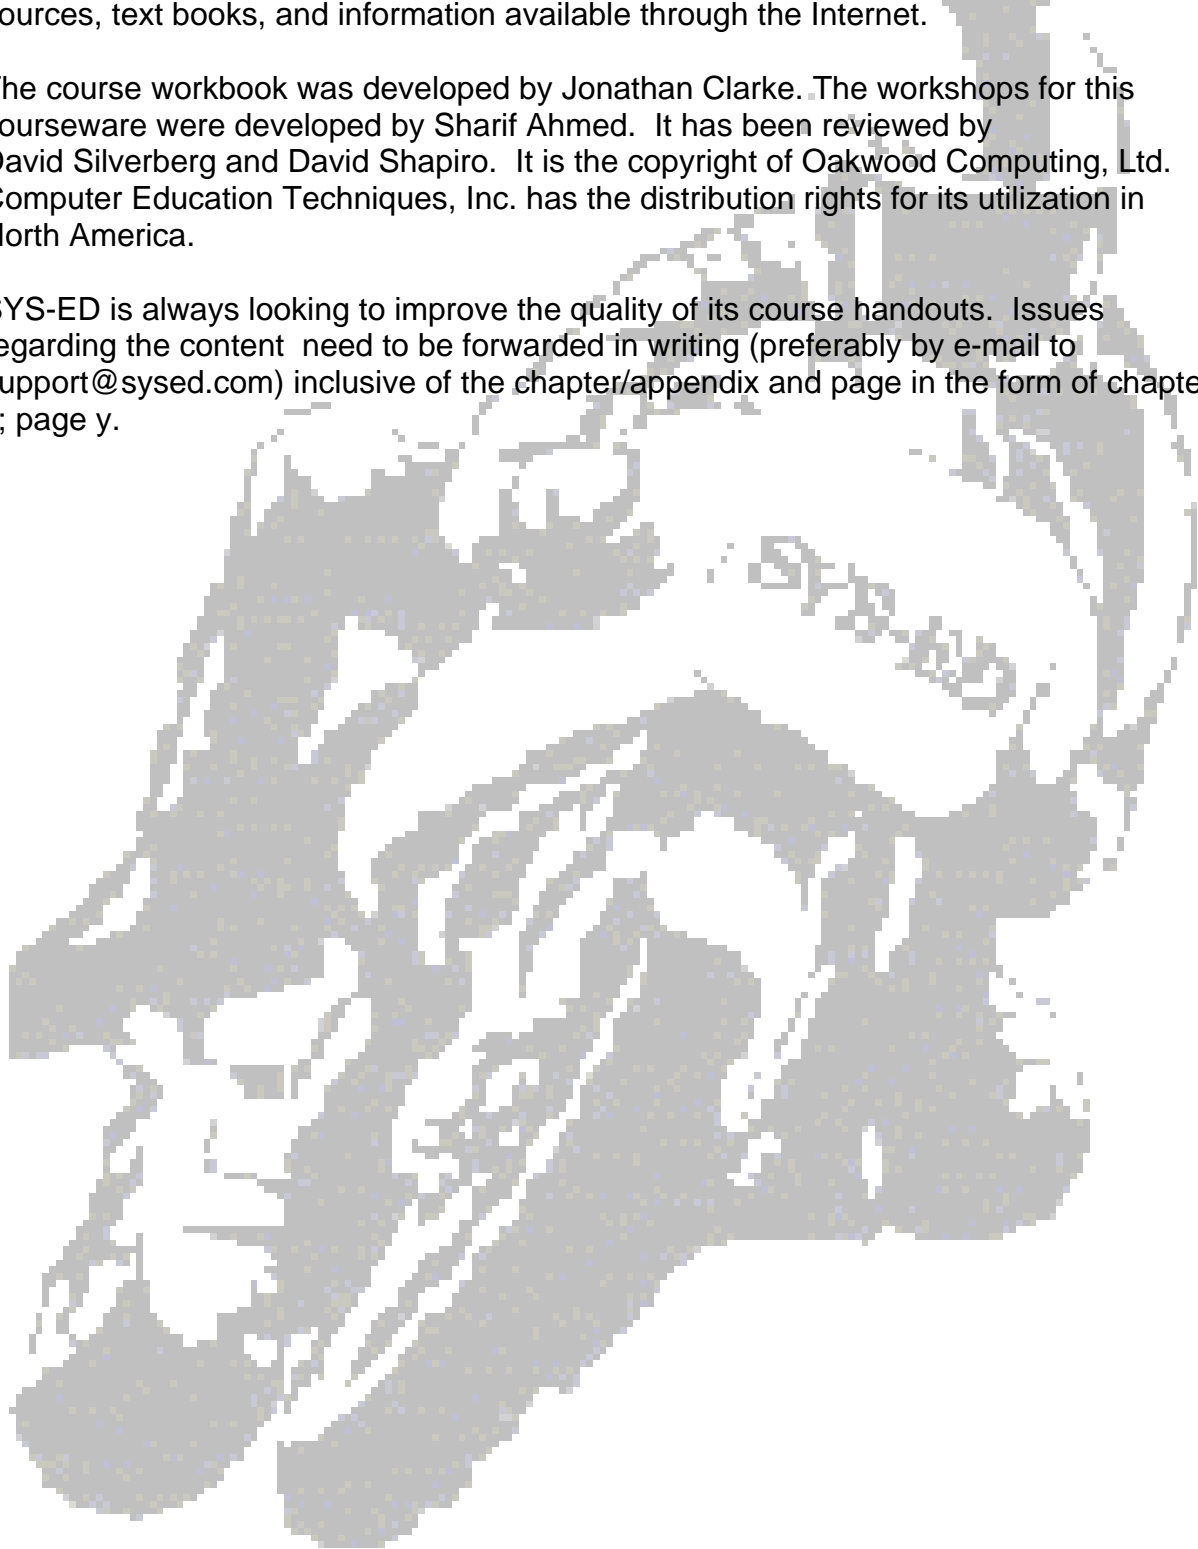 ources, text books, and information available through the Internet.
he course workbook was developed by Jonathan Clarke. The workshops for this
ourseware were developed by Sharif Ahmed. It has been reviewed by
David Silverberg and David Shapiro. It is the copyright of Oakwood Computing, Ltd.
Computer Education Techniques, Inc. has the distribution rights for its utilization in
North America.
SYS-ED is always looking to improve the quality of its course handouts. Issues
egarding the content need to be forwarded in writing (preferably by e-mail to
upport@sysed.com) inclusive of the chapter/appendix and page in the form of chapte
; page y.
SYS-ED